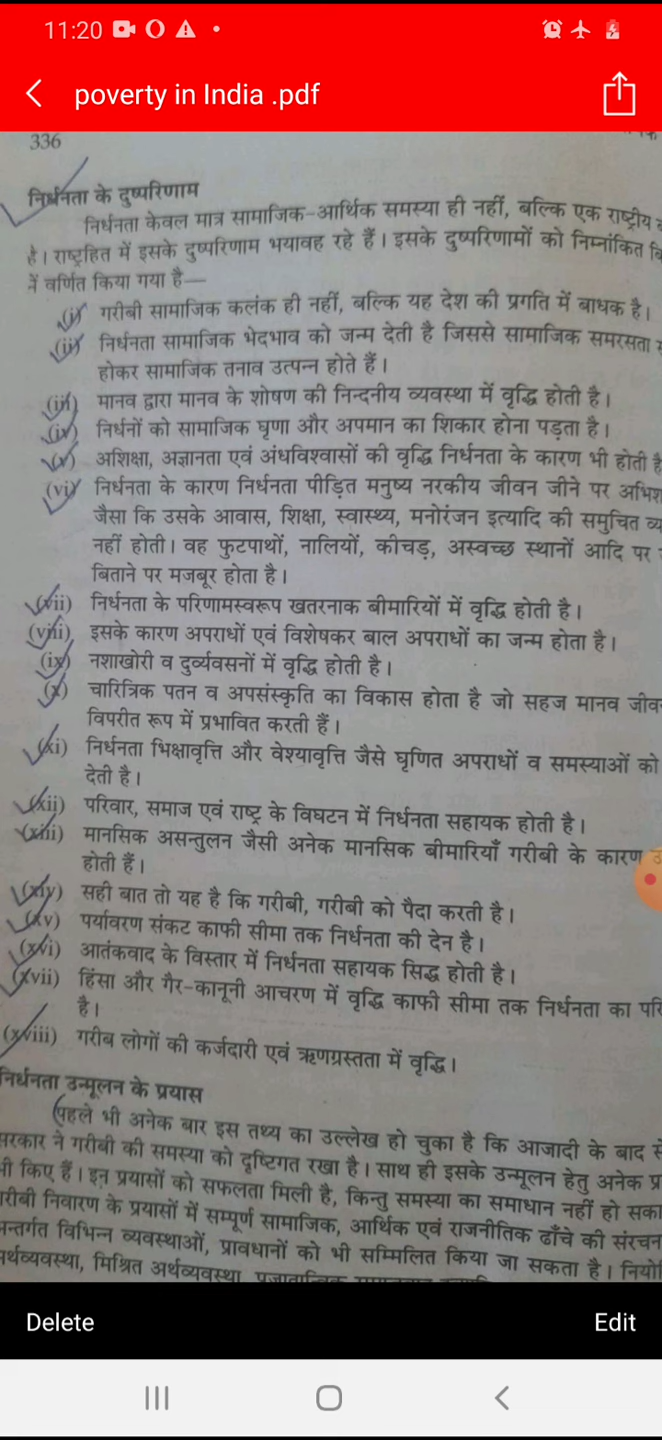 11:20
poverty in India .pdf
336
निर्धनता के दुष्परिणाम
निर्धनता केवल मात्र सामाजिक-आर्थिक समस्या ही नहीं, बल्कि एक राष्ट्रीय
है। राष्ट्रहित में इसके दुष्परिणाम भयावह रहे हैं। इसके दुष्परिणामों को निम्नांकित
में वर्णित किया गया है—
(i) गरीबी सामाजिक कलंक ही नहीं, बल्कि यह देश की प्रगति में बाधक है।
(ii) निर्धनता सामाजिक भेदभाव को जन्म देती है जिससे सामाजिक समरसता
होकर सामाजिक तनाव उत्पन्न होते हैं।
(iii) मानव द्वारा मानव के शोषण की निन्दनीय व्यवस्था में वृद्धि होती है।
(iv) निर्धनों को सामाजिक घृणा और अपमान का शिकार होना पड़ता है।
(v) अशिक्षा, अज्ञानता एवं अंधविश्वासों की वृद्धि निर्धनता के कारण भी होती है
(vi) निर्धनता के कारण निर्धनता पीड़ित मनुष्य नरकीय जीवन जीने पर
जैसा कि उसके आवास, शिक्षा, स्वास्थ्य, मनोरंजन इत्यादि की समुचित
नहीं होती। वह फुटपाथों, नालियों, कीचड़, अस्वच्छ स्थानों आदि पर
बिताने पर मजबूर होता है।
(vii) निर्धनता के परिणामस्वरूप खतरनाक बीमारियों में वृद्धि होती है।
(viii) इसके कारण अपराधों एवं विशेषकर बाल अपराधों का जन्म होता है।
(ix) नशाखोरी व दुर्व्यवसनों में वृद्धि होती है।
(x) चारित्रिक पतन व अपसंस्कृति का विकास होता है जो सहज मानव
विपरीत रूप में प्रभावित करती हैं।
(xi) निर्धनता भिक्षावृत्ति और वेश्यावृत्ति जैसे घृणित अपराधों व समस्याओं को
देती है।
(xii) परिवार, समाज एवं राष्ट्र के विघटन में निर्धनता सहायक होती है।
(xiii) मानसिक असन्तुलन जैसी अनेक मानसिक बीमारियाँ गरीबी के कारण
होती हैं।
(xiv) सही बात तो यह है कि गरीबी, गरीबी को पैदा करती है।
(xv) पर्यावरण संकट काफी सीमा तक निर्धनता की देन है।
(xvi) आतंकवाद के विस्तार में निर्धनता सहायक सिद्ध होती है।
(xvii) हिंसा और गैर-कानूनी आचरण में वृद्धि काफी सीमा तक निर्धनता का
है।
(xviii) गरीब लोगों की कर्जदारी एवं ऋणग्रस्तता में वृद्धि।
निर्धनता उन्मूलन के प्रयास
पहले भी अनेक बार इस तथ्य का उल्लेख हो चुका है कि आजादी के बाद से
सरकार ने गरीबी की समस्या को दृष्टिगत रखा है। साथ ही इसके उन्मूलन हेतु अनेक
भी किए हैं। इन प्रयासों को सफलता मिली है, किन्तु समस्या का समाधान नहीं हो सका
गरीबी निवारण के प्रयासों में सम्पूर्ण सामाजिक, आर्थिक एवं राजनीतिक ढाँचे की
अन्तर्गत विभिन्न व्यवस्थाओं, प्रावधानों को भी सम्मिलित किया जा सकता है।
अर्थव्यवस्था, मिश्रित अर्थव्यवस्था
Delete
Edit